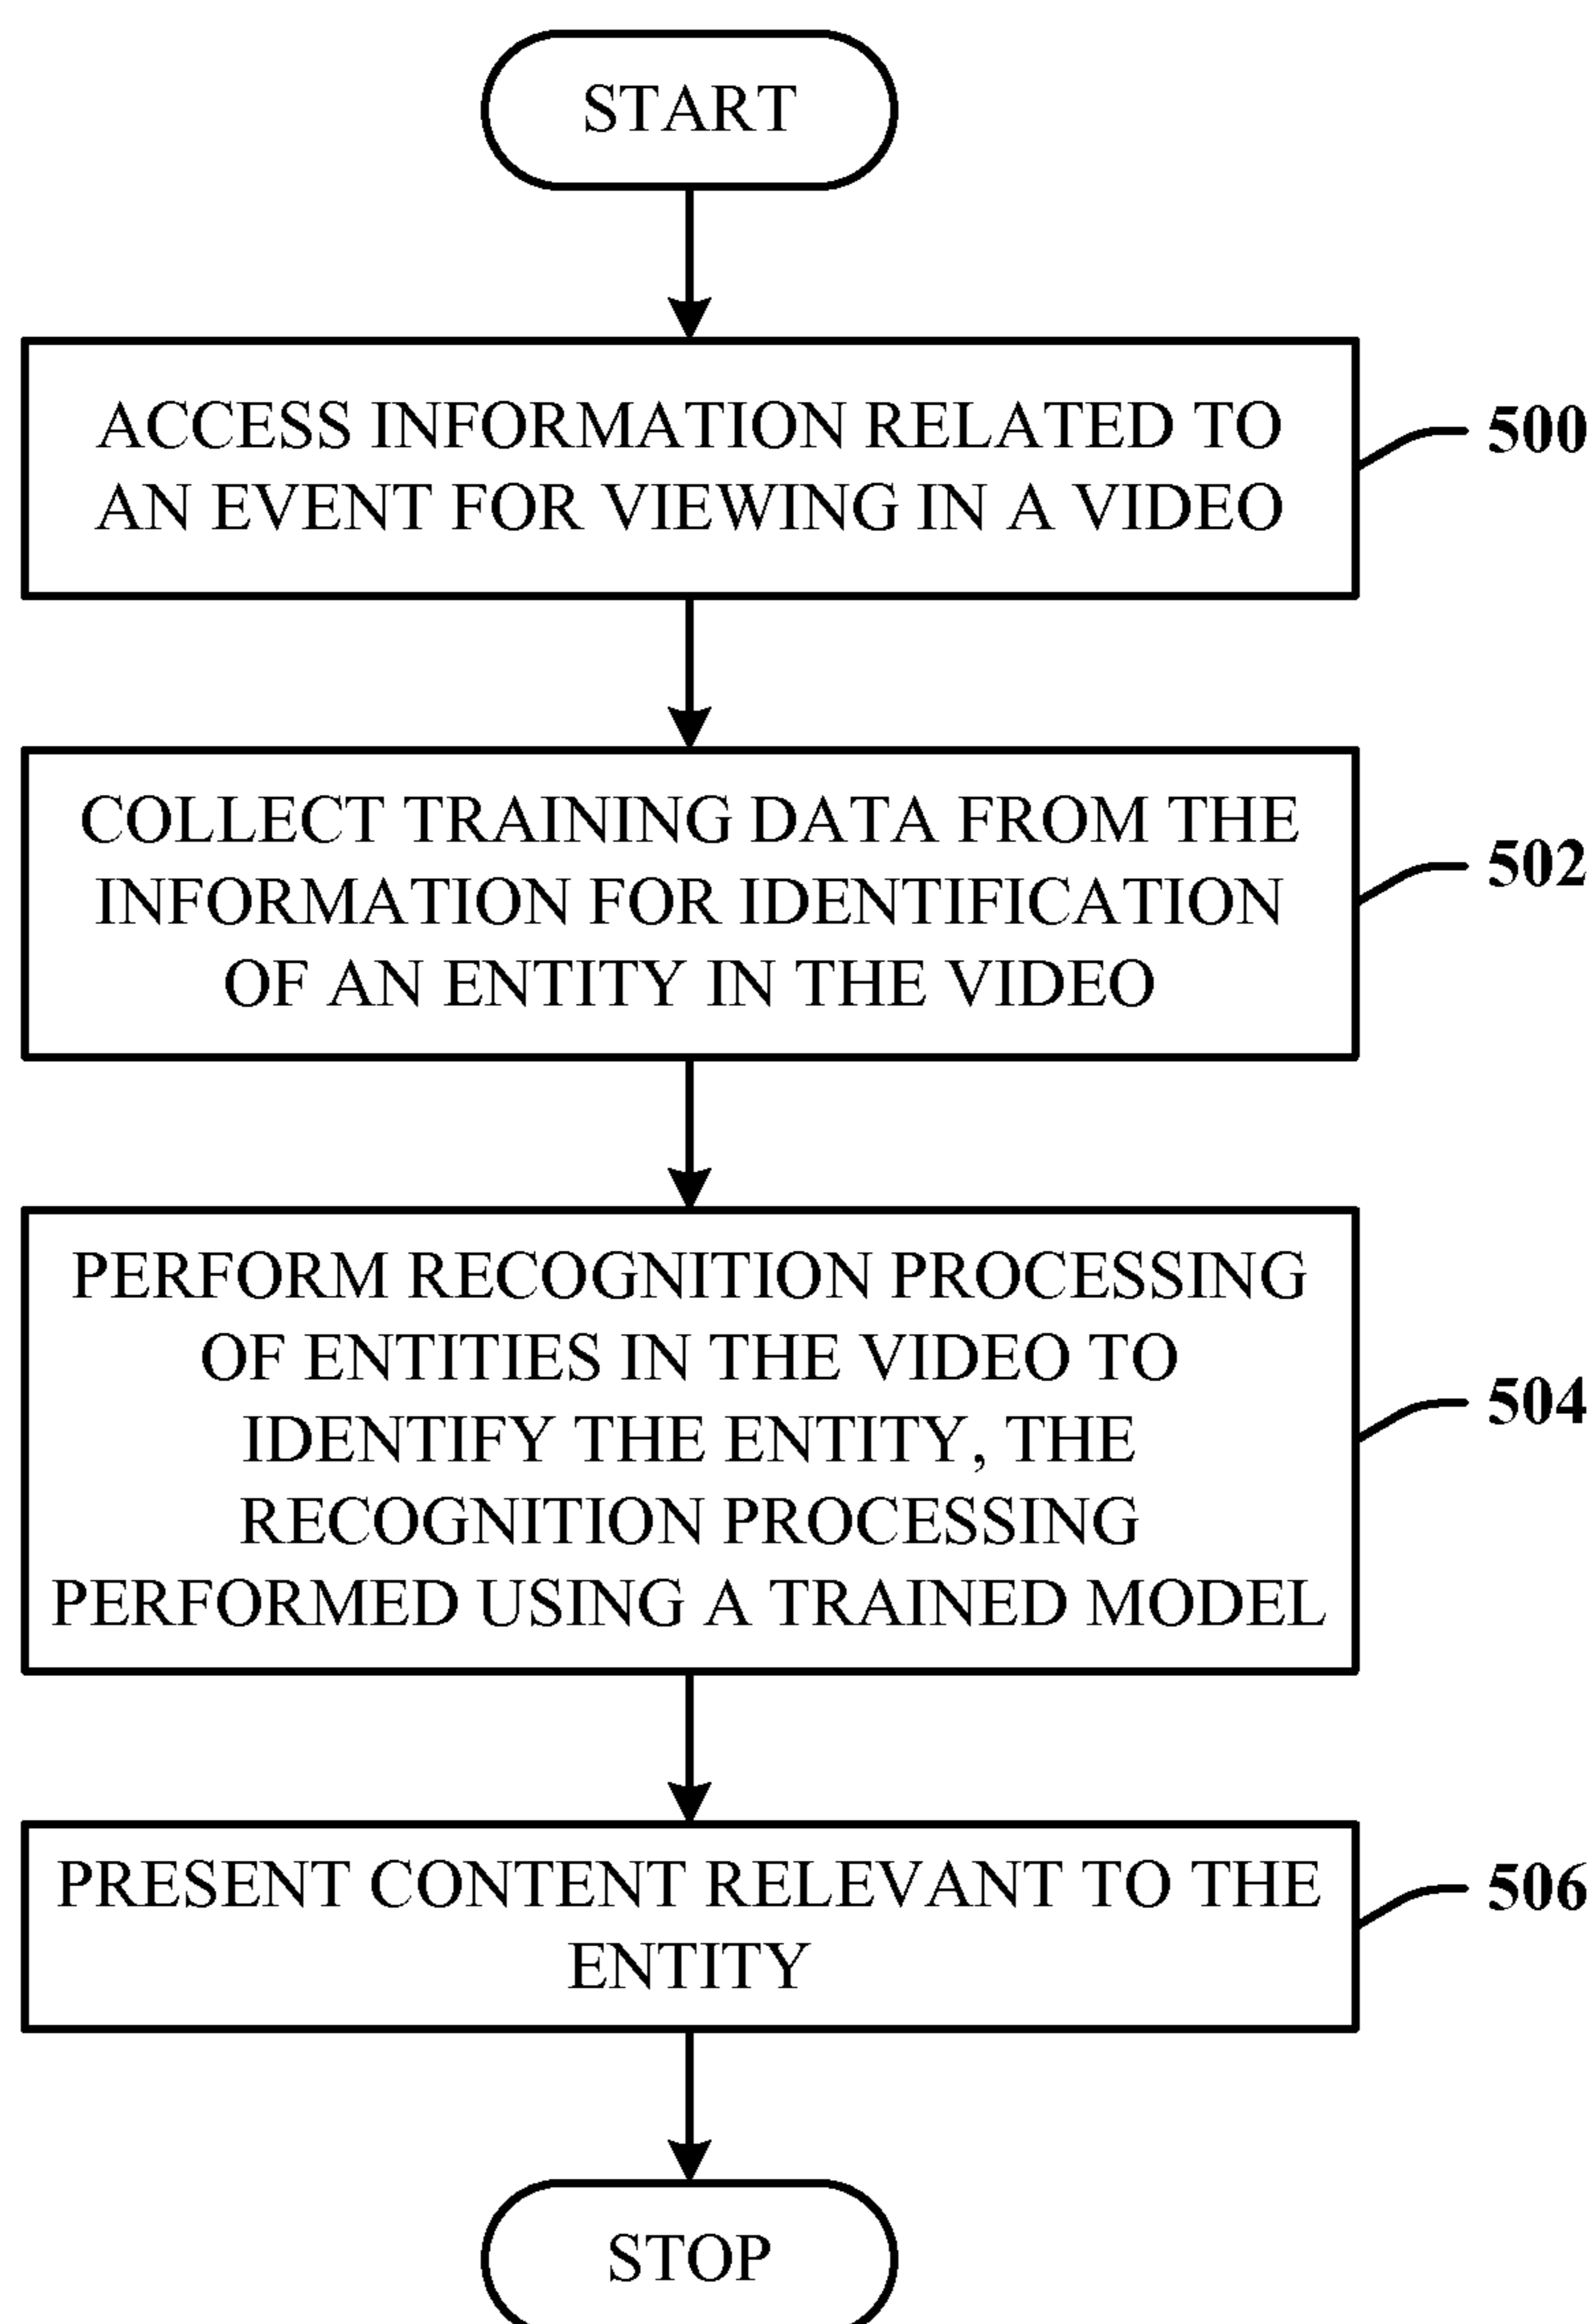 START
ACCESS INFORMATION RELATED TO
AN EVENT FOR VIEWING IN A VIDEO
500
COLLECT TRAINING DATA FROM THE
INFORMATION FOR IDENTIFICATION
OF AN ENTITY IN THE VIDEO
502
PERFORM RECOGNITION PROCESSING
OF ENTITIES IN THE VIDEO TO
IDENTIFY THE ENTITY, THE
RECOGNITION PROCESSING
PERFORMED USING A TRAINED MODEL
504
PRESENT CONTENT RELEVANT TO THE
ENTITY
506
STOP